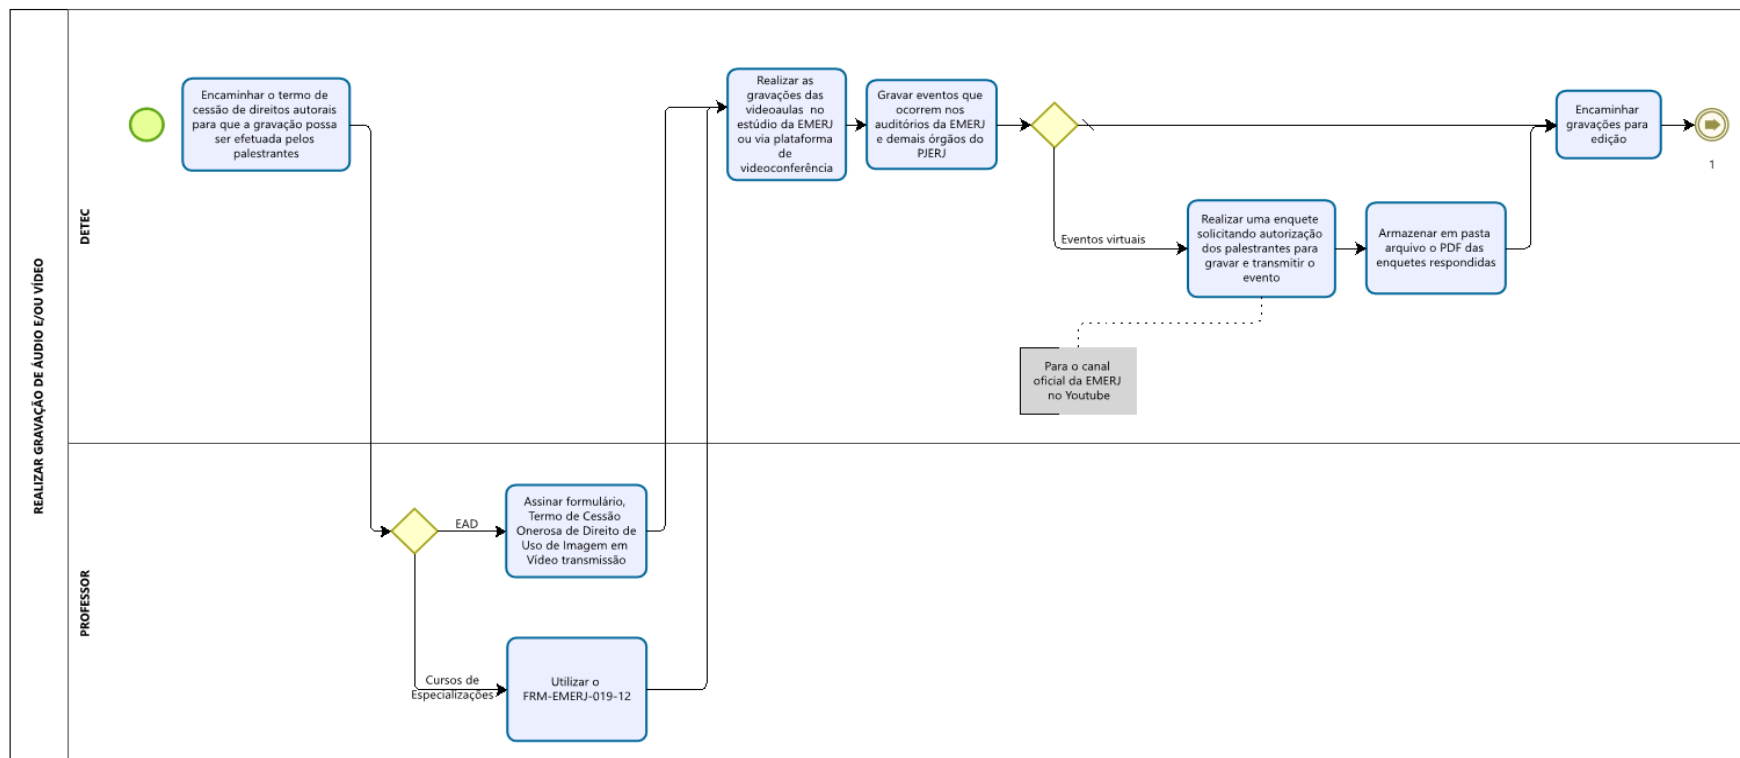 REALIZAR GRAVAÇÃO DE ÁUDIO E/OU VÍDEO
DETEC
Encaminhar o termo de
cessão de direitos autorais
para que a gravação possa
ser efetuada pelos
palestrantes
Realizar as
gravações das
videoaulas no
estúdio da EMERJ
ou via plataforma
de
videoconferência
Gravar eventos que
ocorrem nos
auditórios da EMERJ
e demais órgãos do
PJERJ
Encaminhar
gravações para
edição
1
Eventos virtuais
Realizar uma enquete
solicitando autorização
dos palestrantes para
gravar e transmitir o
evento
Armazenar em pasta
arquivo o PDF das
enquetes respondidas
Para o canal
oficial da EMERJ
no Youtube
PROFESSOR
EAD
Assinar formulário,
Termo de Cessão
Onerosa de Direito de
Uso de Imagem em
Vídeo transmissão
Cursos de
Especializações
Utilizar o
FRM-EMERJ-019-12